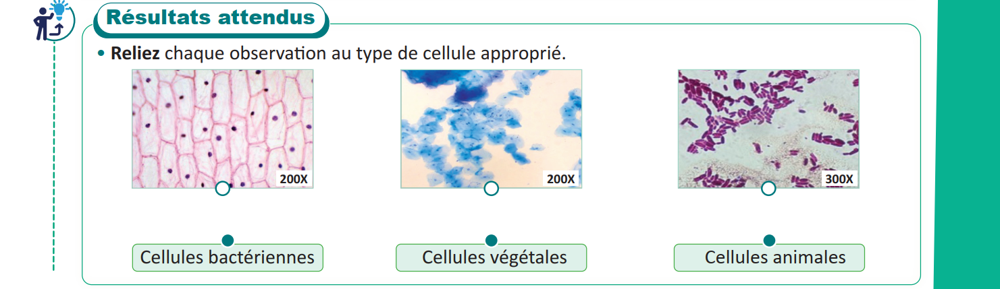 Résultats attendus
• Reliez chaque observation au type de cellule approprié.
200X
200X
300X
Cellules bactériennes
Cellules végétales
Cellules animales